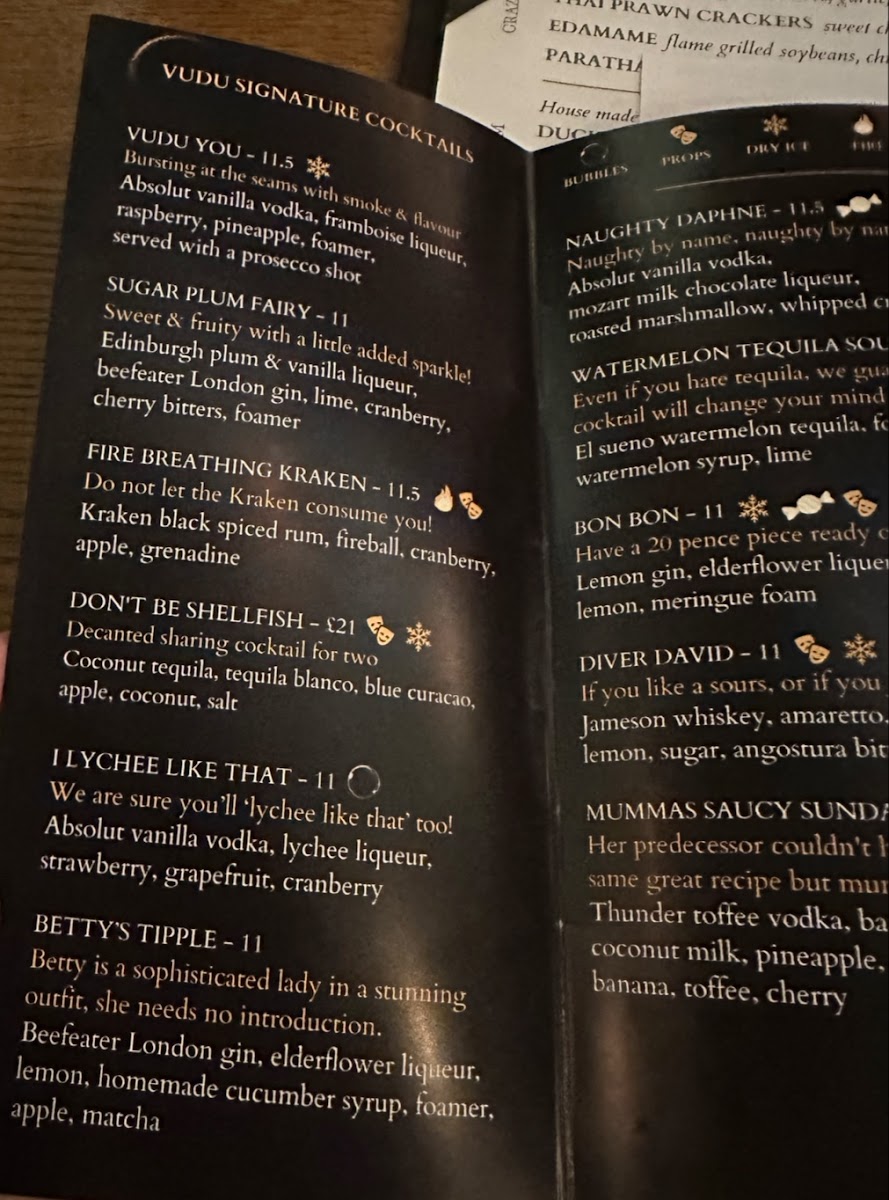 VUDU SIGNATURE COCKTAILS
VUDU YOU - 11.5
Bursting at the seams with smoke & flavour
Absolut vanilla vodka, framboise liqueur,
raspberry, pineapple, foamer,
served with a prosecco shot
SUGAR PLUM FAIRY - 11
Sweet & fruity with a little added sparkle!
Edinburgh plum & vanilla liqueur,
beefeater London gin, lime, cranberry,
cherry bitters, foamer
FIRE BREATHING KRAKEN - 11.5
Do not let the Kraken consume you!
Kraken black spiced rum, fireball, cranberry,
apple, grenadine
DON'T BE SHELLFISH - £21
Decanted sharing cocktail for two
Coconut tequila, tequila blanco, blue curacao,
apple, coconut, salt
I LYCHEE LIKE THAT - 11
We are sure you'll 'lychee like that' too!
Absolut vanilla vodka, lychee liqueur,
strawberry, grapefruit, cranberry
BETTY'S TIPPLE - 11
Betty is a sophisticated lady in a stunning
outfit, she needs no introduction.
Beefeater London gin, elderflower liqueur,
lemon, homemade cucumber syrup, foamer,
apple, matcha
PRAWN CRACKERS sweet
EDAMAME flame grilled soybeans,
PARATHA
House made
BUBBLES PROPS DRY ICE FIRE
NAUGHTY DAPHNE - 11.5
Naughty by name, naughty by
Absolut vanilla vodka,
mozart milk chocolate liqueur,
toasted marshmallow, whipped
WATERMELON TEQUILA
Even if you hate tequila, we
cocktail will change your mind
El sueno watermelon tequila,
watermelon syrup, lime
BON BON - 11
Have a 20 pence piece ready
Lemon gin, elderflower
lemon, meringue foam
DIVER DAVID - 11
If you like a sours, or if you
Jameson whiskey, amaretto,
lemon, sugar, angostura
MUMMAS SAUCY
Her predecessor couldn't
same great recipe but
Thunder toffee vodka,
coconut milk, pineapple,
banana, toffee, cherry